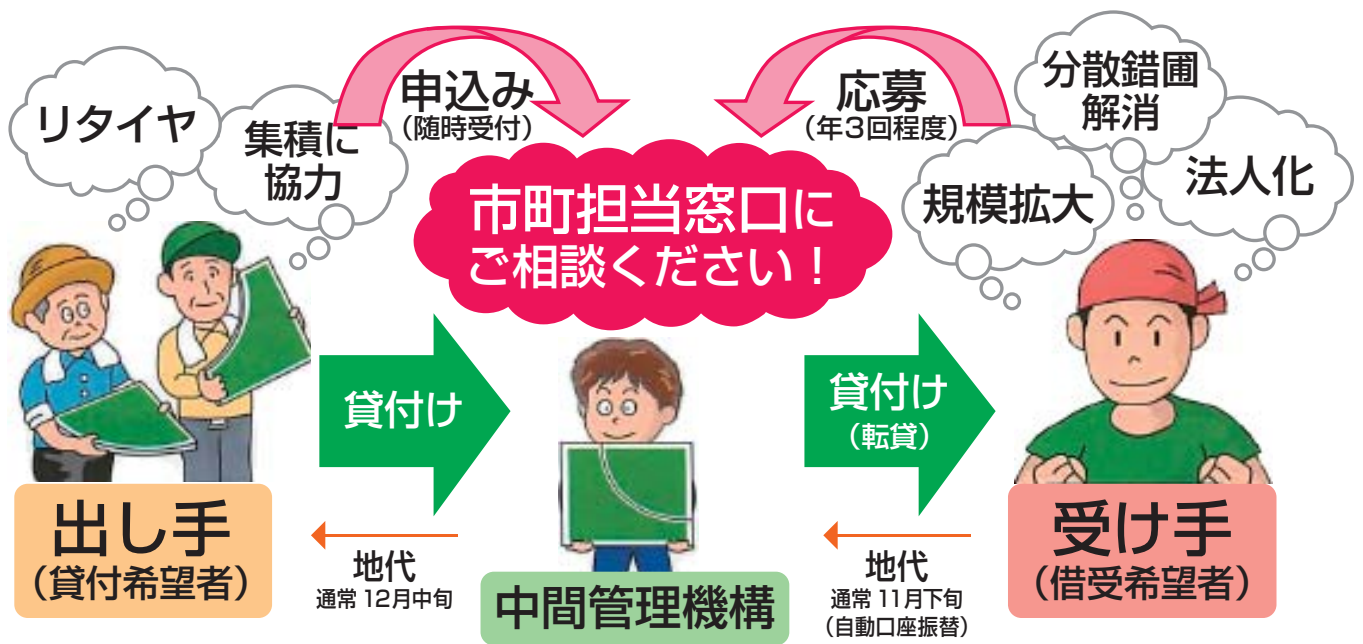 リタイヤ
集積に
協力
申込み
（随時受付）
応募
（年3回程度）
分散錯圃
解消
規模拡大
法人化
市町担当窓口に
ご相談ください！
貸付け
貸付け
（転貸）
出し手
（貸付希望者）
地代
通常 12月中旬
中間管理機構
地代
通常 11月下旬
（自動口座振替）
受け手
（借受希望者）